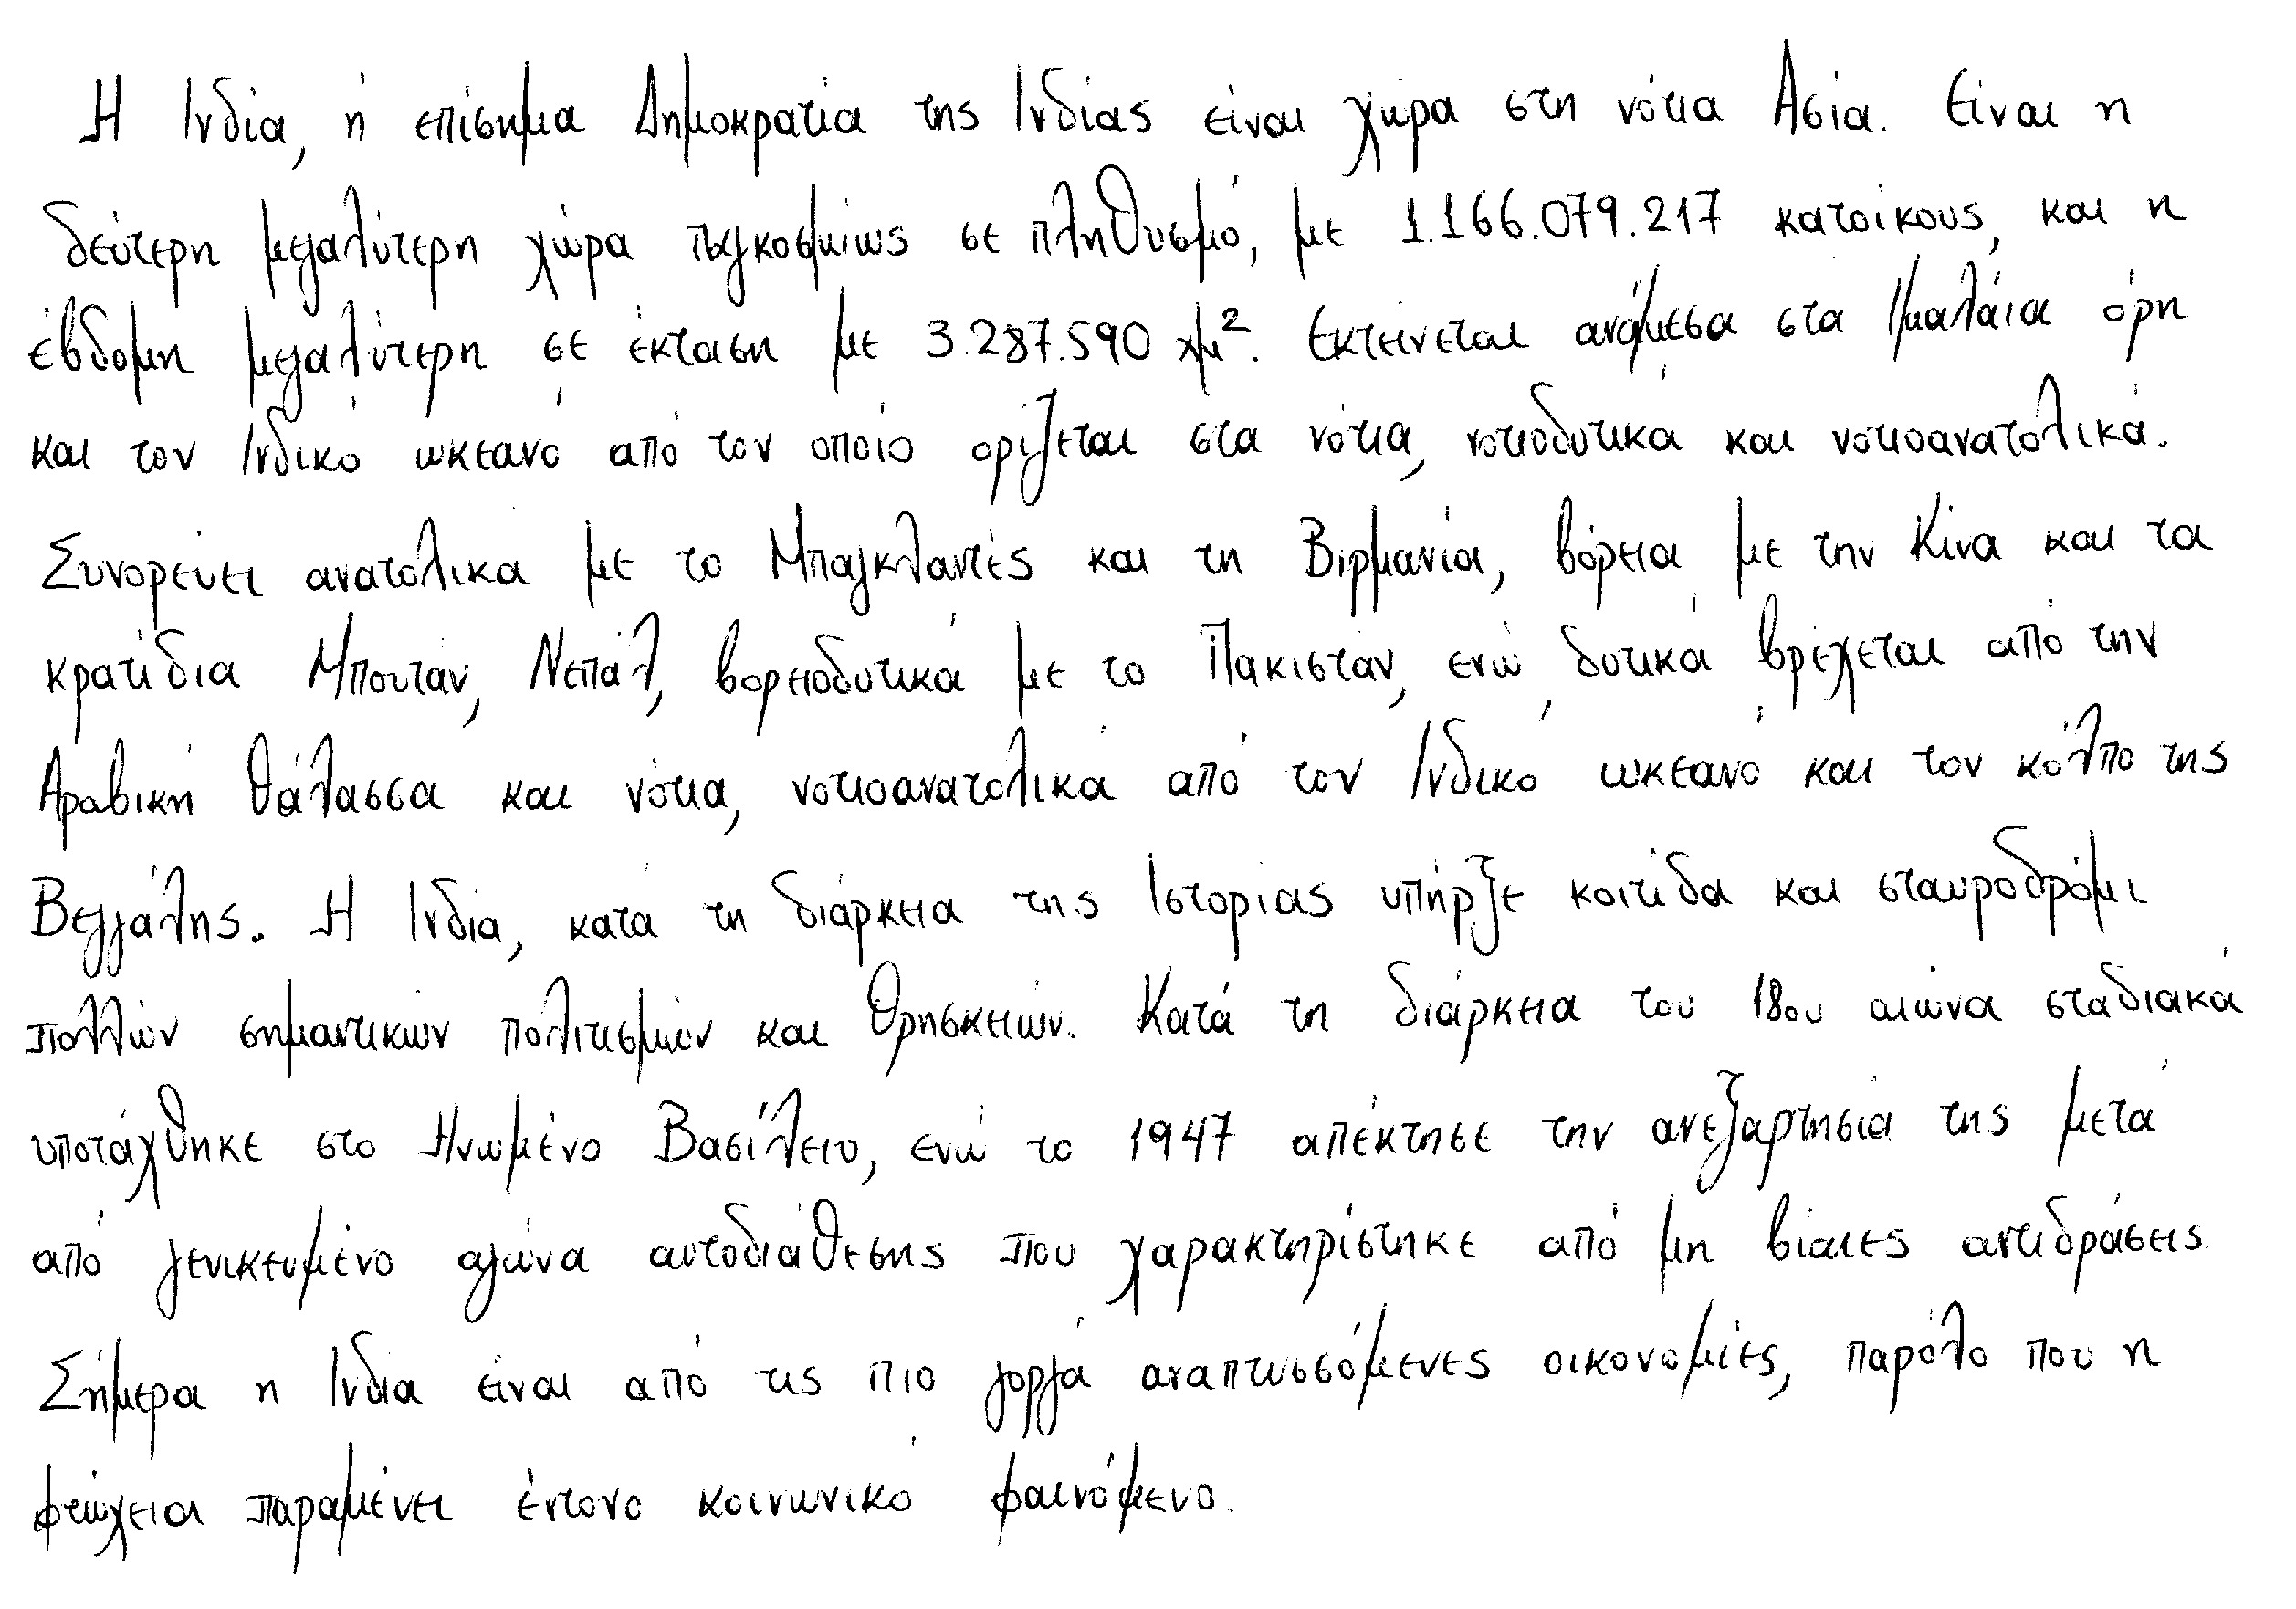 Η Ινδία, ή επίσημα Δημοκρατία της Ινδίας είναι χώρα στη νότια Ασία. Είναι η
δεύτερη μεγαλύτερη χώρα παγκοσμίως σε πληθυσμό, με 1.166.079.217 κατοίκους, και η
έβδομη μεγαλύτερη σε έκταση με 3.287.590 χμ². Εκτείνεται ανάμεσα στα Ιμαλάια όρη
και τον Ινδικό ωκεανό από τον οποίο ορίζεται στα νότια, νοτιοδυτικά και νοτιοανατολικά.
Συνορεύει ανατολικα με το Μπαγκλαντές και τη Βιρμανία, βόρεια με την Κίνα και τα
κρατίδια Μπουτάν, Νεπάλ, βορειοδυτικά με το Πακιστάν, ενώ, δυτικά βρέχεται από την
Αραβική θάλασσα και νότια, νοτιοανατολικά από τον Ινδικό ωκεανό και τον κόλπο της
Βεγγάλης. Η Ινδία, κατά τη διάρκεια της Ιστορίας υπήρξε κοιτίδα και σταυροδρόμι
πολλών σημαντικών πολιτισμών και θρησκειών. Κατά τη διάρκεια του 18ου αιώνα σταδιακά
υποτάχθηκε στο Ηνωμένο Βασίλειο, ενώ το 1947 απέκτησε την ανεξαρτησία της μετά
από γενικευμένο αγώνα αυτοδιάθεσης που χαρακτηρίστηκε από μη βίαιες αντιδράσεις.
Σήμερα η Ινδία είναι από τις πιο γοργά αναπτυσσόμενες οικονομίες, παρόλο που η
φτώχεια παραμένει έντονο κοινωνικό φαινόμενο.